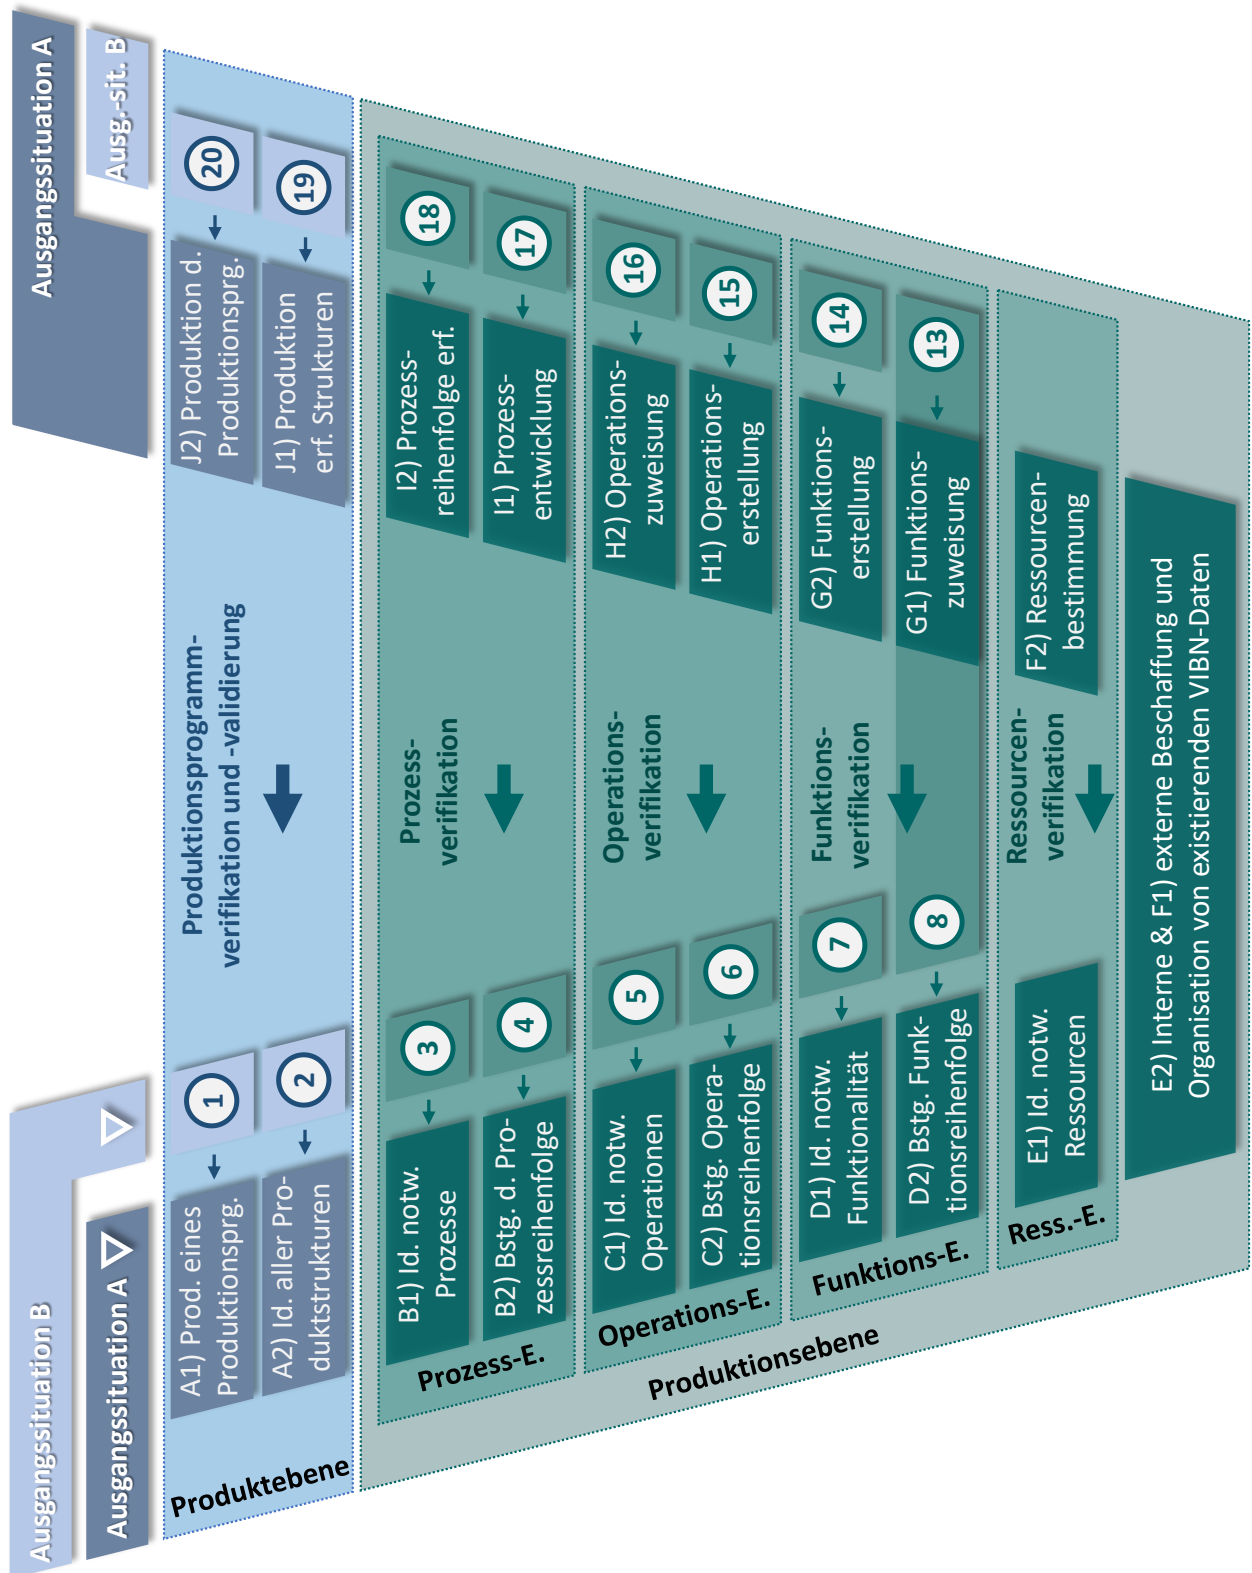 Ausgangssituation B
Ausgangssituation A
Ausgangssituation A
Ausg.-sit. B
Produktebene
A1) Prod. eines
Produktionsprg.
1
A2) Id. aller Pro-
duktstrukturen
2
Produktionsprogramm-
verifikation und -validierung
J2) Produktion d.
Produktionsprg.
20
J1) Produktion
erf. Strukturen
19
Produktionsebene
Prozess-E.
B1) Id. notw.
Prozesse
3
B2) Bstg. d. Pro-
zessreihenfolge
4
Prozess-
verifikation
I2) Prozess-
reihenfolge erf.
18
I1) Prozess-
entwicklung
17
Operations-E.
C1) Id. notw.
Operationen
5
C2) Bstg. Opera-
tionsreihenfolge
6
Operations-
verifikation
H2) Operations-
zuweisung
16
H1) Operations-
erstellung
15
Funktions-E.
D1) Id. notw.
Funktionalität
7
D2) Bstg. Funk-
tionsreihenfolge
8
Funktions-
verifikation
G2) Funktions-
erstellung
14
G1) Funktions-
zuweisung
13
Ress.-E.
E1) Id. notw.
Ressourcen
Ressourcen-
verifikation
F2) Ressourcen-
bestimmung
E2) Interne & F1) externe Beschaffung und
Organisation von existierenden VIBN-Daten